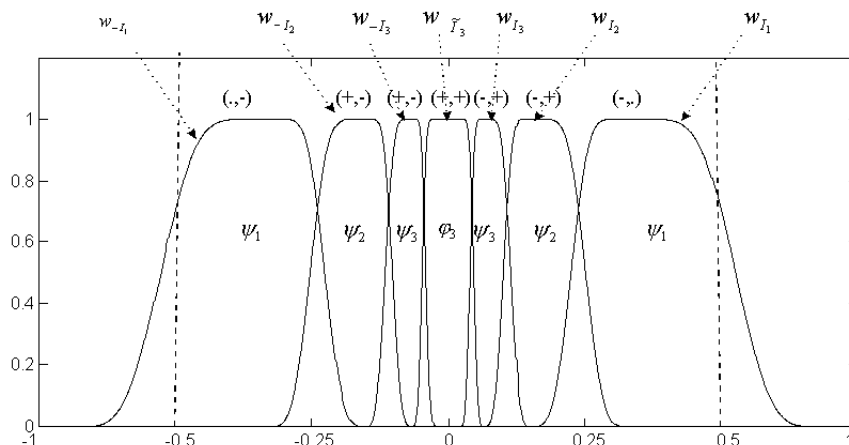 w_{-I_1} w_{-I_2} w_{-I_3} w_{\tilde{I}_3} w_{I_3} w_{I_2} w_{I_1}
(.,-) (+,-) (+,-) (+,+) (-,+) (-,+) (-,.)
1
0.8
0.6
ψ_1 ψ_2 ψ_3 φ_3 ψ_3 ψ_2 ψ_1
0.4
0.2
0
-1 -0.5 -0.25 0 0.25 0.5 1